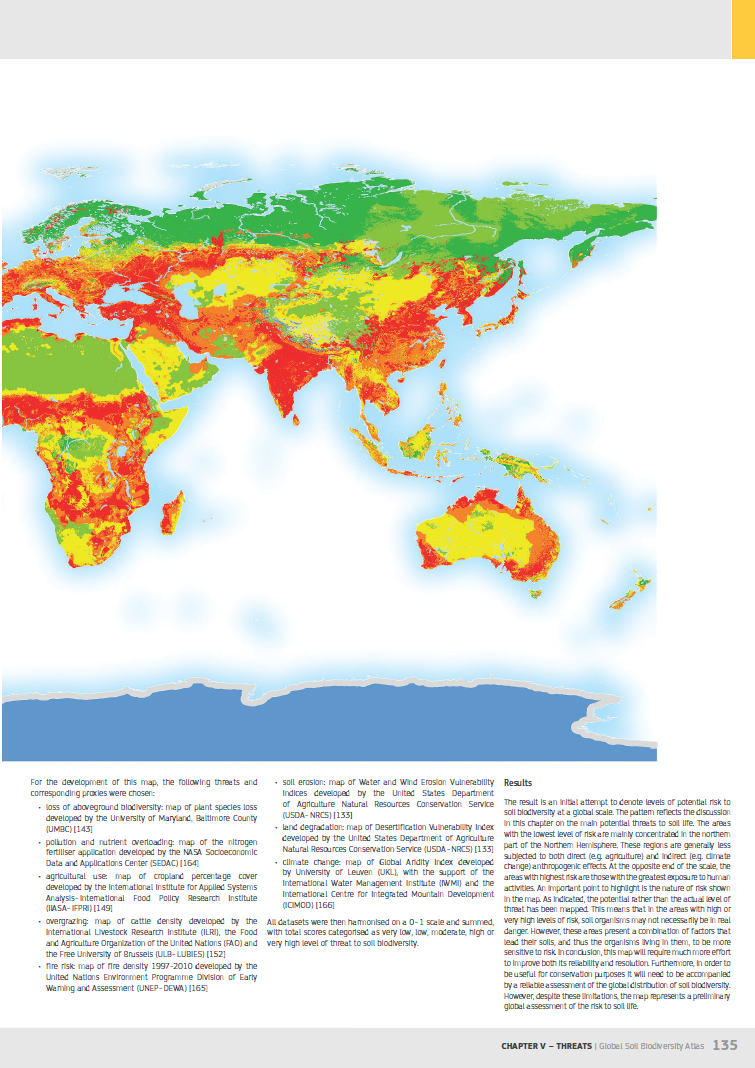 For the development of this map, the following threats and
corresponding proxies were chosen:
• loss of aboveground biodiversity: map of plant species loss
developed by the University of Maryland, Baltimore County
(UMBC) [143]
• pollution and nutrient overloading: map of the nitrogen
fertiliser application developed by the NASA Socioeconomic
Data and Applications Center (SEDAC) [164]
• agricultural use: map of cropland percentage cover
developed by the International Institute for Applied Systems
Analysis-International Food Policy Research Institute
(IIASA-IFPRI) [149]
• overgrazing: map of cattle density developed by the
International Livestock Research Institute (ILRI), the Food
and Agriculture Organization of the United Nations (FAO) and
the Free University of Brussels (ULB-LUBIES) [152]
• fire risk: map of fire density 1997-2010 developed by the
United Nations Environment Programme Division of Early
Warning and Assessment (UNEP-DEWA) [165]
• soil erosion: map of Water and Wind Erosion Vulnerability
Indices developed by the United States Department
of Agriculture Natural Resources Conservation Service
(USDA-NRCS) [133]
• land degradation: map of Desertification Vulnerability Index
developed by the United States Department of Agriculture
Natural Resources Conservation Service (USDA-NRCS) [133]
• climate change: map of Global Aridity Index developed
by University of Leuven (UKL), with the support of the
International Water Management Institute (IWMI) and the
International Centre for Integrated Mountain Development
(ICIMOD) [166]
All datasets were then harmonised on a 0-1 scale and summed,
with total scores categorised as very low, low, moderate, high or
very high level of threat to soil biodiversity.
Results
The result is an initial attempt to denote levels of potential risk to
soil biodiversity at a global scale. The pattern reflects the discussion
in this chapter on the main potential threats to soil life. The areas
with the lowest level of risk are mainly concentrated in the northern
part of the Northern Hemisphere. These regions are generally less
subjected to both direct (e.g. agriculture) and indirect (e.g. climate
change) anthropogenic effects. At the opposite end of the scale, the
areas with highest risk are those with the greatest exposure to human
activities. An important point to highlight is the nature of risk shown
in the map. As indicated, the potential rather than the actual level of
threat has been mapped. This means that in the areas with high or
very high levels of risk, soil organisms may not necessarily be in real
danger. However, these areas present a combination of factors that
lead their soils, and thus the organisms living in them, to be more
sensitive to risk. In conclusion, this map will require much more effort
to improve both its reliability and resolution. Furthermore, in order to
be useful for conservation purposes it will need to be accompanied
by a reliable assessment of the global distribution of soil biodiversity.
However, despite these limitations, the map represents a preliminary
global assessment of the risk to soil life.
CHAPTER V – THREATS | Global Soil Biodiversity Atlas 135